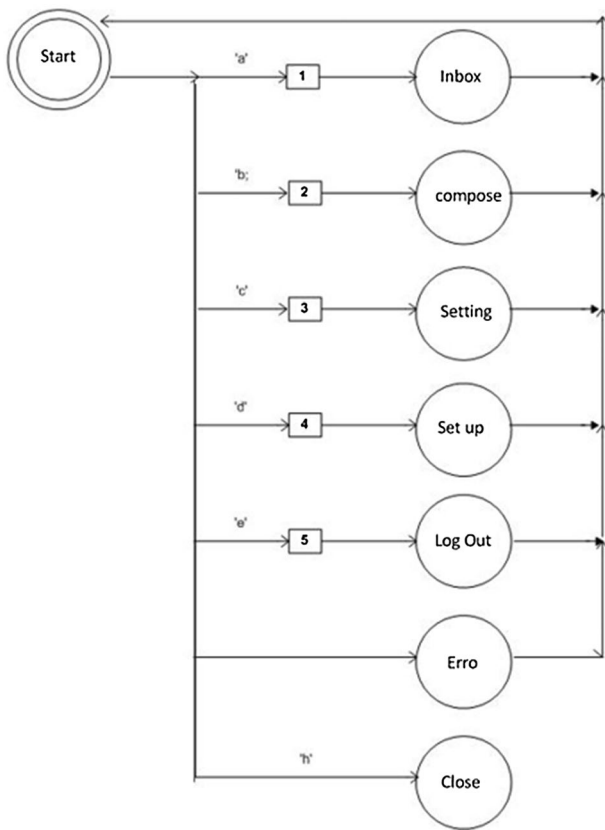 Start
'a'
1
Inbox
'b;
2
compose
'c'
3
Setting
'd'
4
Set up
'e'
5
Log Out
Erro
'h'
Close